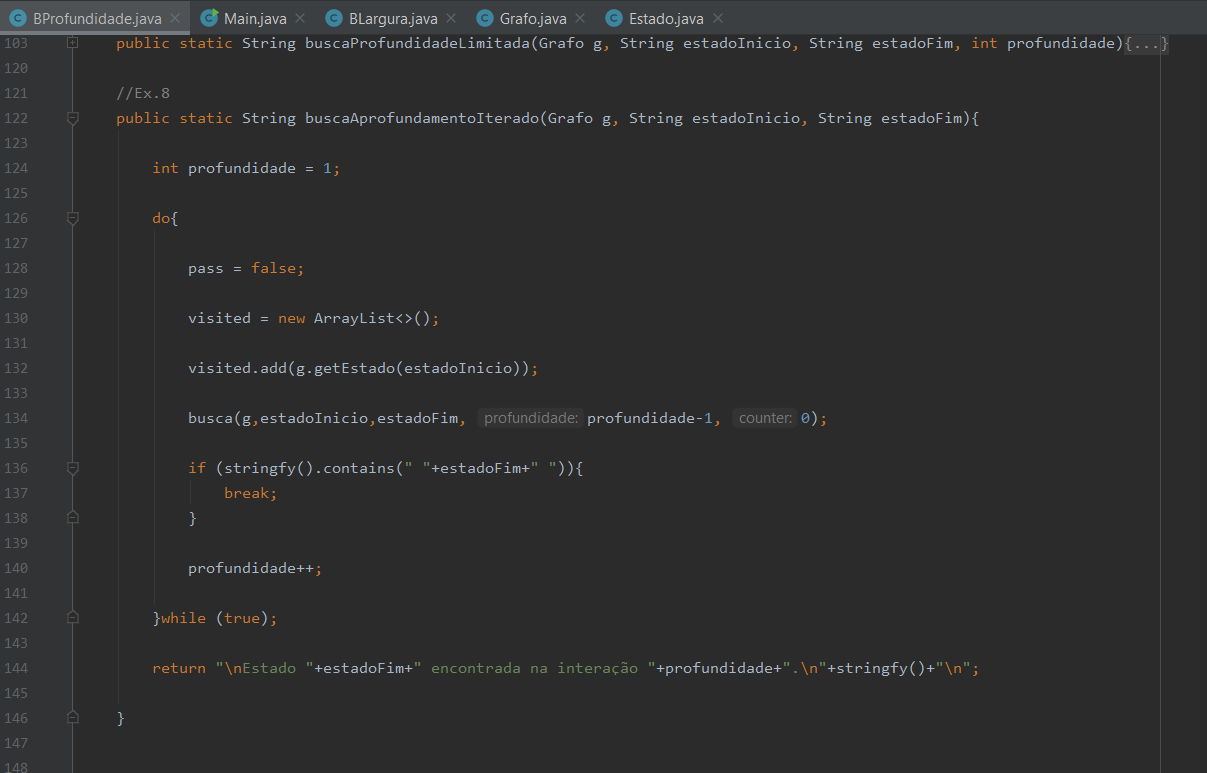 BProfundidade.java Main.java BLargura.java Grafo.java Estado.java
103 public static String buscaProfundidadeLimitada(Grafo g, String estadoInicio, String estadoFim, int profundidade){...}
120
121 //Ex.8
122 public static String buscaAprofundamentoIterado(Grafo g, String estadoInicio, String estadoFim){
123
124 int profundidade = 1;
125
126 do{
127
128 pass = false;
129
130 visited = new ArrayList<>();
131
132 visited.add(g.getEstado(estadoInicio));
133
134 busca(g,estadoInicio,estadoFim, profundidade: profundidade-1, counter: 0);
135
136 if (stringfy().contains(" "+estadoFim+" ")){
137 break;
138 }
139
140 profundidade++;
141
142 }while (true);
143
144 return "\nEstado "+estadoFim+" encontrada na interação "+profundidade+".\n"+stringfy()+"\n";
145
146 }
147
148